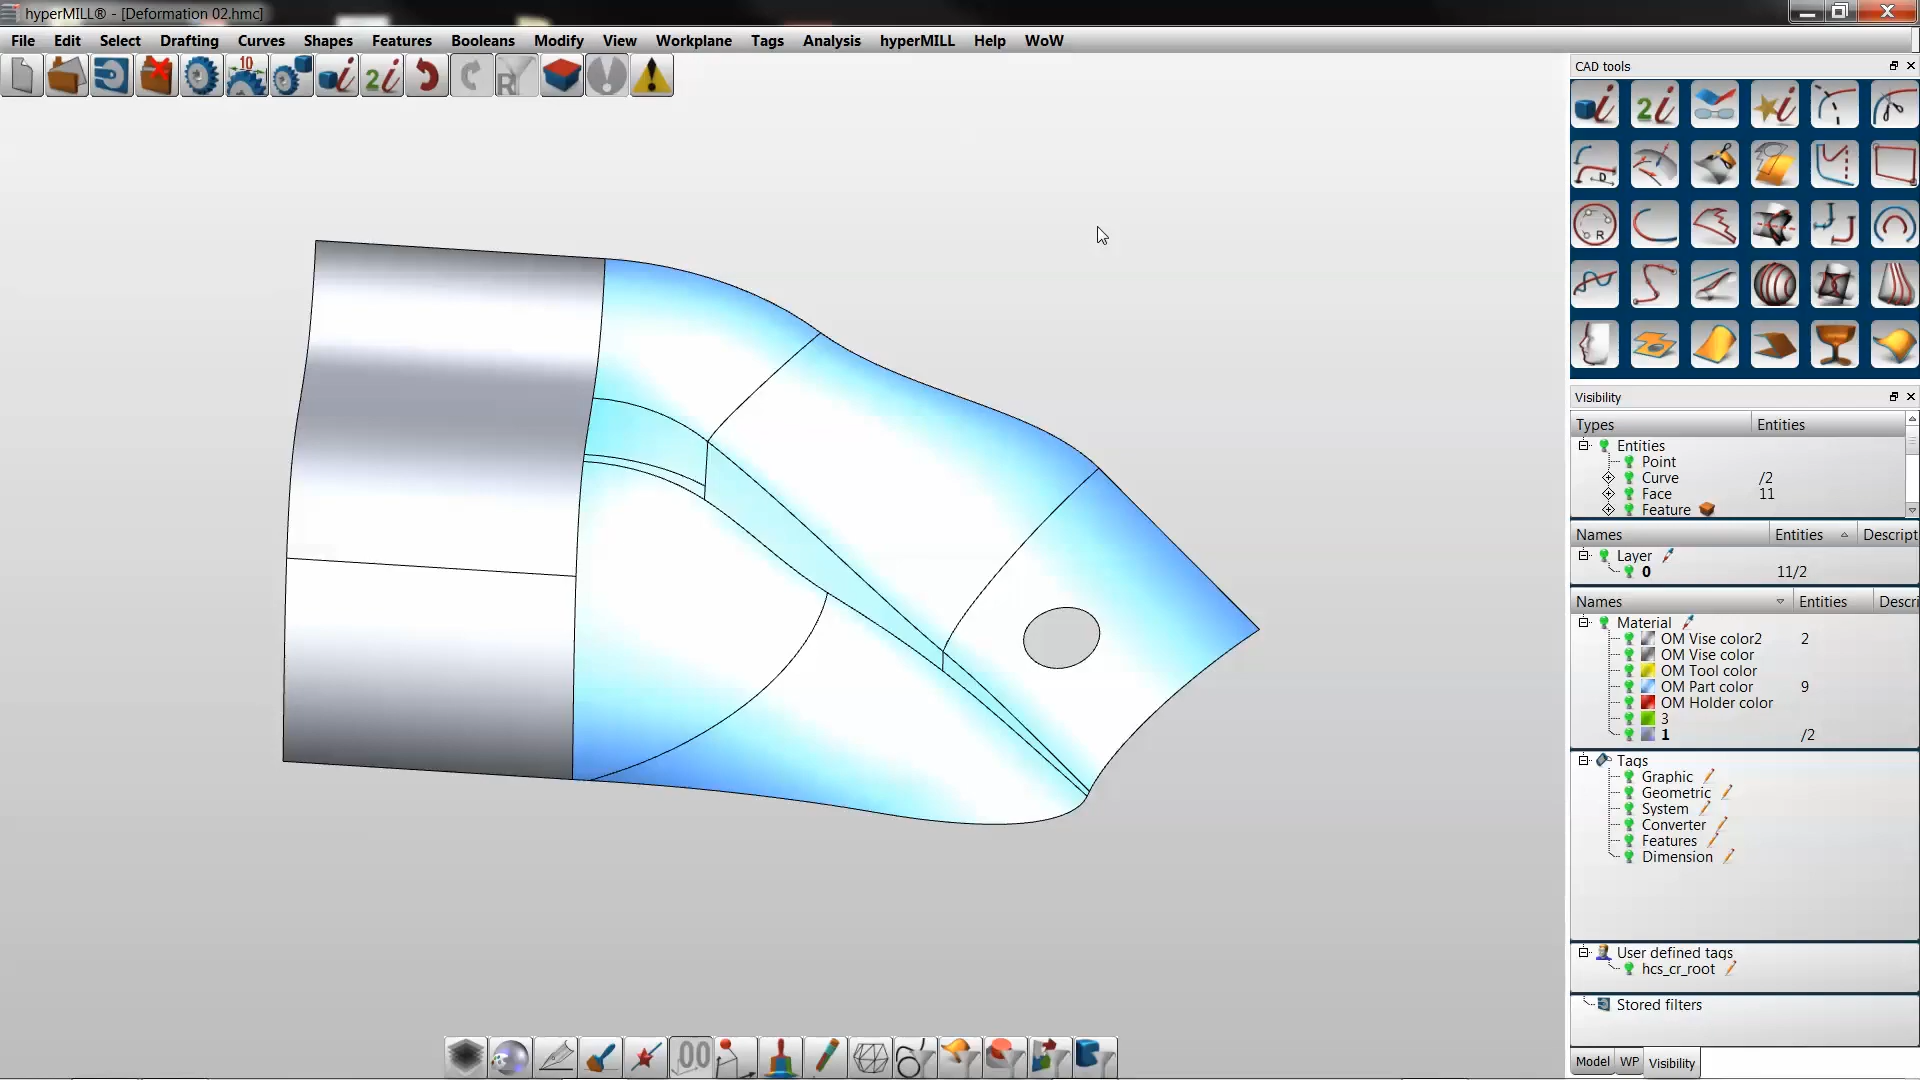 hyperMILL® - [Deformation 02.hmc]
File Edit Select Drafting Curves Shapes Features Booleans Modify View Workplane Tags Analysis hyperMILL Help WoW
10
2i
R
CAD tools
2i
D
R
Visibility
Types Entities
Entities
Point
Curve /2
Face 11
Feature
Names Entities Descript
Layer
0 11/2
Names Entities Descri
Material
OM Vise color2 2
OM Vise color
OM Tool color
OM Part color 9
OM Holder color
3
1 /2
Tags
Graphic
Geometric
System
Converter
Features
Dimension
User defined tags
hcs_cr_root
Stored filters
Model WP Visibility